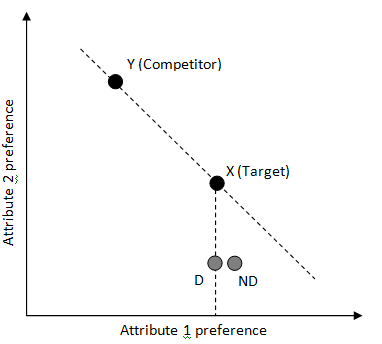 Y (Competitor)
X (Target)
D
ND
Attribute 2 preference
Attribute 1 preference